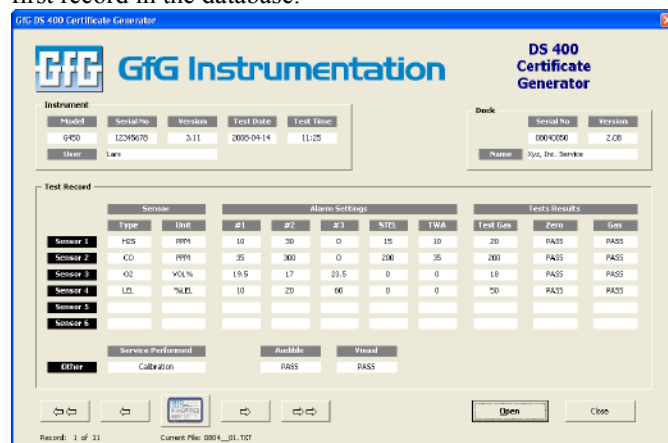 first record in the database.
GfG DS 400 Certificate Generator
GfG GfG Instrumentation
DS 400
Certificate
Generator
Instrument
Model Serial No Version Test Date Test Time
G450 12345678 3.11 2008-04-14 11:25
User Lars
Dock
Serial No Version
08040050 2.08
Name Xyz, Inc. Service
Test Record
Sensor Alarm Settings Tests Results
Type Unit #1 #2 #3 STEL TWA Test Gas Zero Gas
Sensor 1 H2S PPM 10 30 0 15 10 20 PASS PASS
Sensor 2 CO PPM 35 300 0 200 35 200 PASS PASS
Sensor 3 O2 VOL% 19.5 17 23.5 0 0 18 PASS PASS
Sensor 4 LEL %LEL 10 20 60 0 0 50 PASS PASS
Sensor 5
Sensor 6
Service Performed Audible Visual
Other Calibration PASS PASS
Open Close
Record: 1 of 11 Current File: 0804__01.TXT